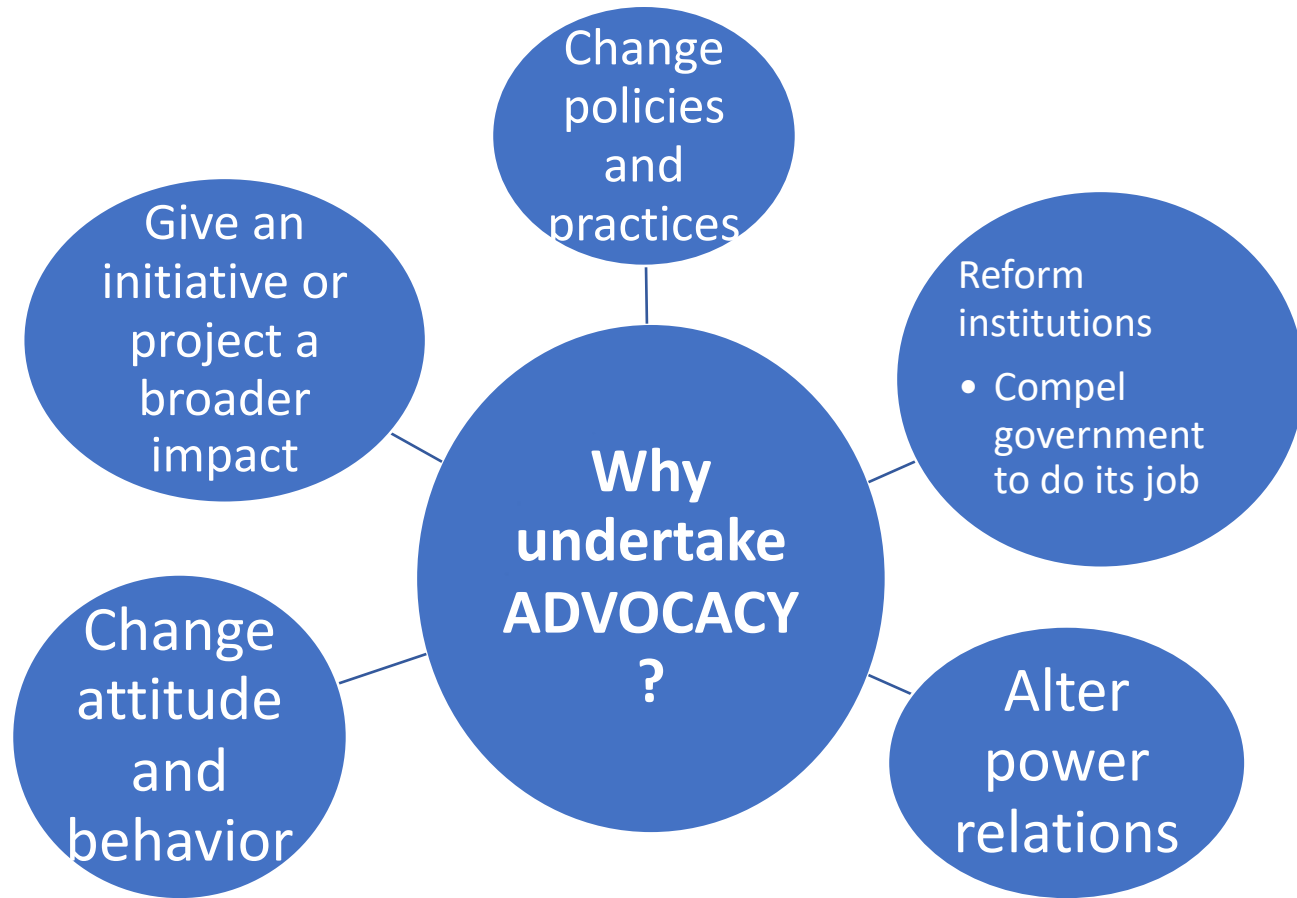 Change
policies
and
practices
Give an
initiative or
project a
broader
impact
Reform
institutions
• Compel
government
to do its job
Why
undertake
ADVOCACY
?
Change
attitude
and
behavior
Alter
power
relations